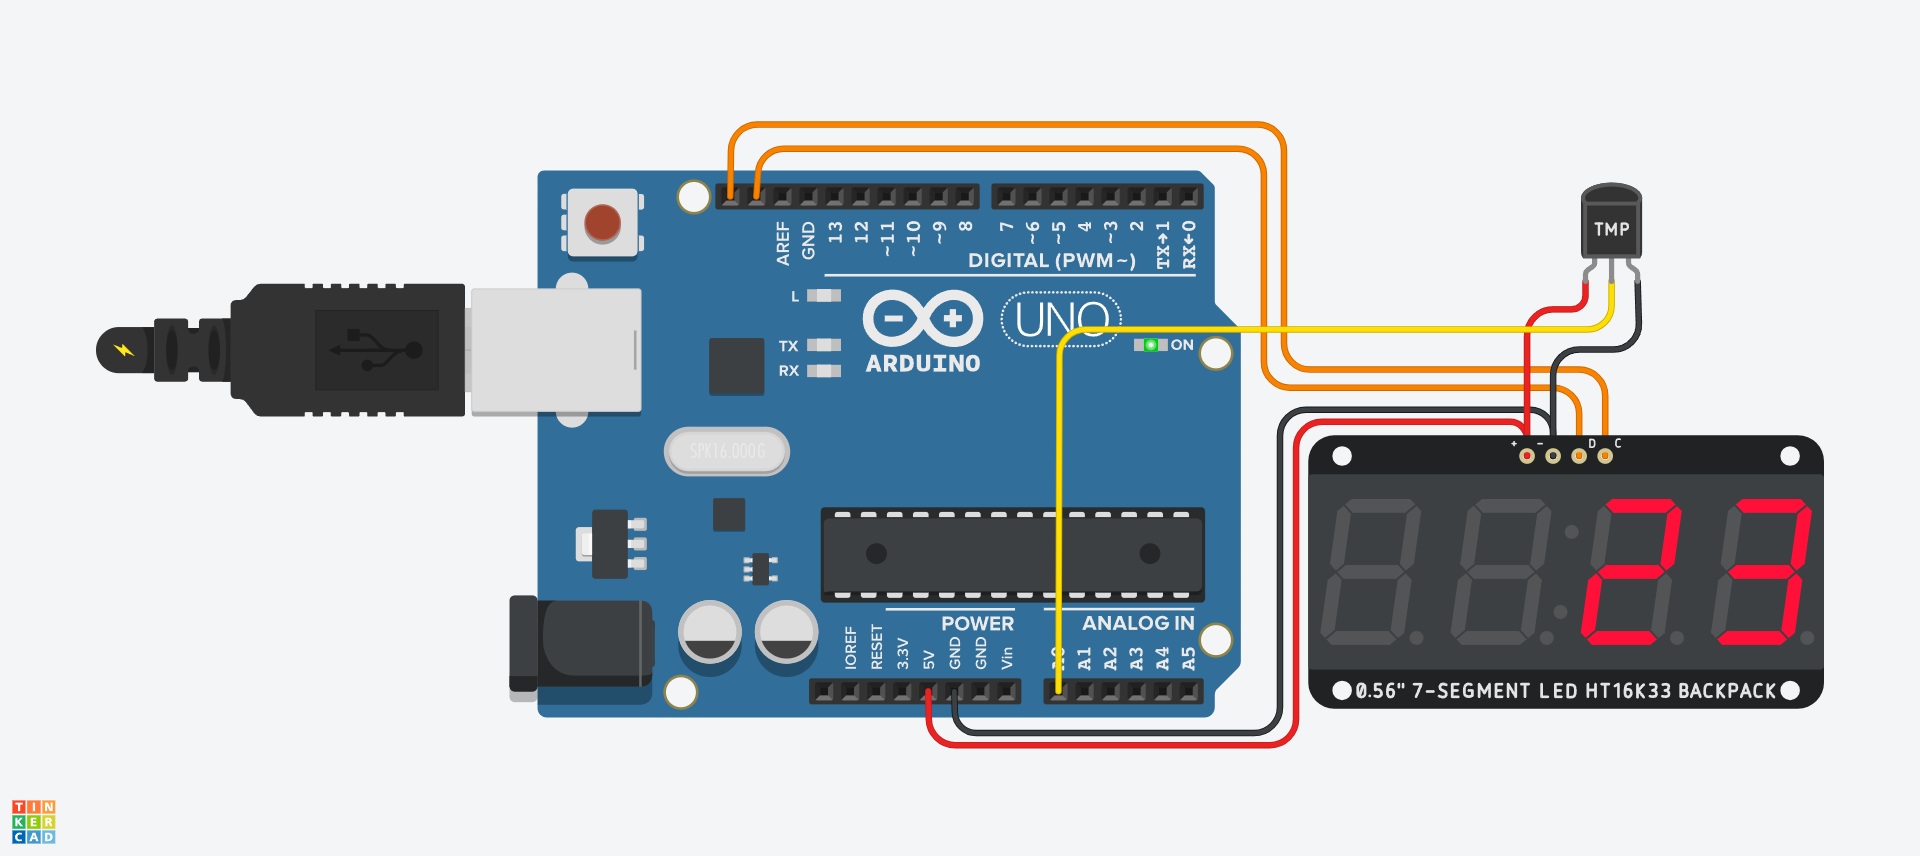 AREF
GND
13
12
~11
~10
~9
8
7
~6
~5
4
~3
2
TX→1
RX←0
DIGITAL (PWM~)
L
TX
RX
UNO
ON
ARDUINO
TMP
SPK16.000G
+
−
D
C
23
POWER
ANALOG IN
IOREF
RESET
3.3V
5V
GND
GND
Vin
A0
A1
A2
A3
A4
A5
0.56" 7-SEGMENT LED HT16K33 BACKPACK
TIN
KER
CAD